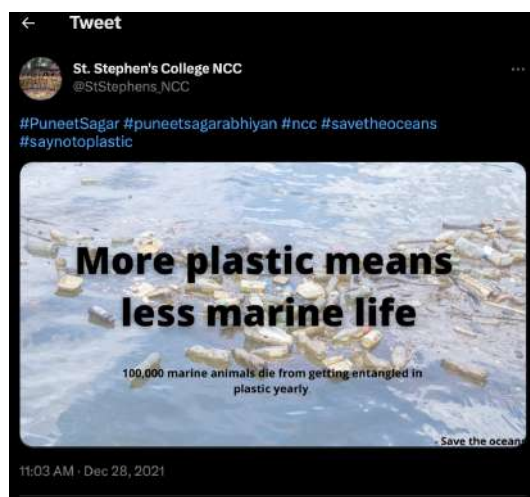 Tweet
St. Stephen's College NCC
@StStephens_NCC
#PuneetSagar #puneetsagarabhiyan #ncc #savetheoceans
#saynotoplastic
More plastic means
less marine life
100,000 marine animals die from getting entangled in
plastic yearly
- Save the oceans
11:03 AM · Dec 28, 2021